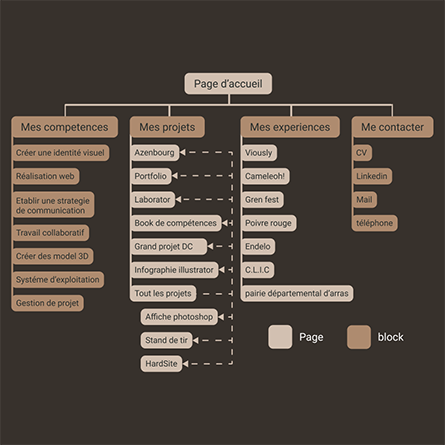 Page d'accueil
Mes competences
Mes projets
Mes experiences
Me contacter
Créer une identité visuel
Réalisation web
Etablir une strategie
de communication
Travail collaboratif
Créer des model 3D
Systéme d'exploitation
Gestion de projet
Azenbourg
Portfolio
Laborator
Book de compétences
Grand projet DC
Infographie illustrator
Tout les projets
Affiche photoshop
Stand de tir
HardSite
Viously
Cameleoh!
Gren fest
Poivre rouge
Endelo
C.L.I.C
pairie départemental d'arras
CV
Linkedin
Mail
téléphone
Page
block